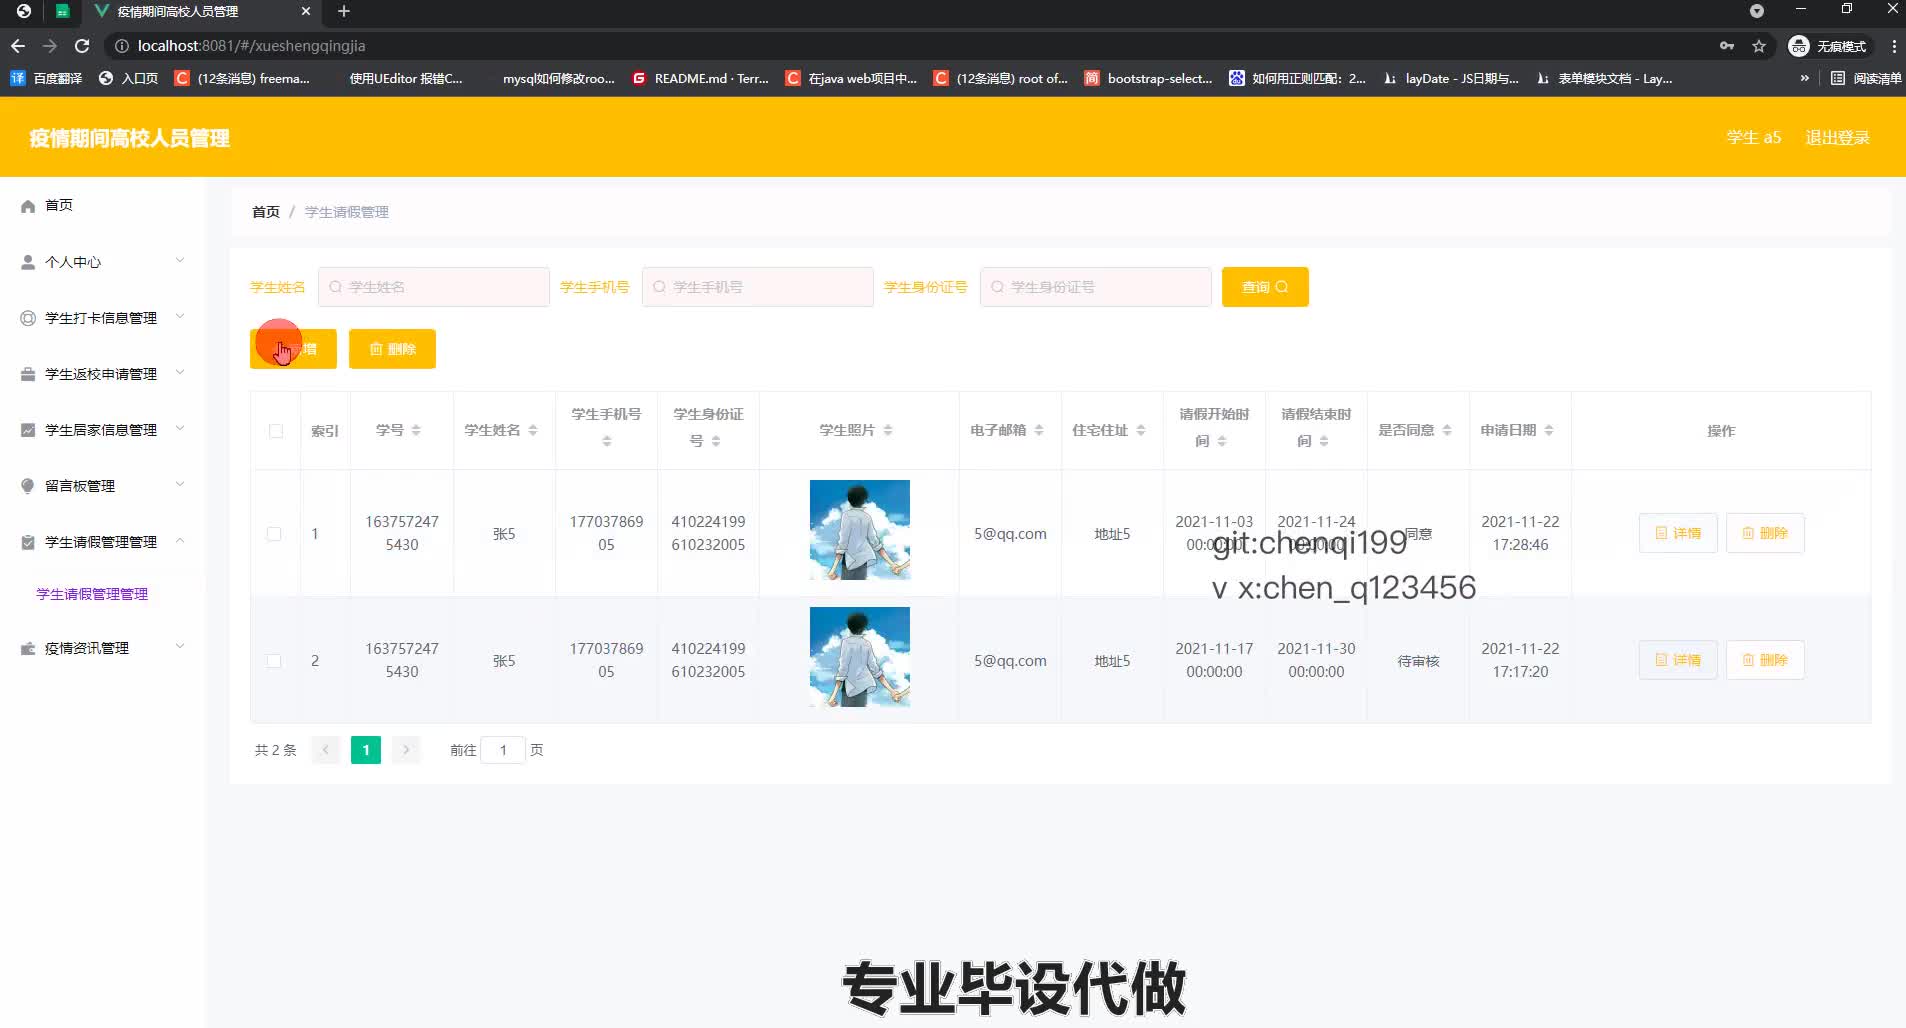 疫情期间高校人员管理
localhost:8081/#/xueshengqingjia
无痕模式
百度翻译
入口页
(12条消息) freema...
使用UEditor 报错C...
mysql如何修改roo...
README.md · Terr...
在java web项目中...
(12条消息) root of...
bootstrap-select...
如何用正则匹配：2...
layDate - JS日期与...
表单模块文档 - Lay...
»
阅读清单
疫情期间高校人员管理
学生 a5
退出登录
首页
个人中心
学生打卡信息管理
学生返校申请管理
学生居家信息管理
留言板管理
学生请假管理管理
学生请假管理管理
疫情资讯管理
首页 / 学生请假管理
学生姓名 学生姓名 学生手机号 学生手机号 学生身份证号 学生身份证号 查询
增 删除
索引 学号 学生姓名 学生手机号 学生身份证号 学生照片 电子邮箱 住宅住址 请假开始时间 请假结束时间 是否同意 申请日期 操作
1 1637572475430 张5 17703786905 410224199610232005 5@qq.com 地址5 2021-11-03 00:00:00 2021-11-24 00:00:00 同意 2021-11-22 17:28:46 详情 删除
git:chenqi199
v x:chen_q123456
2 1637572475430 张5 17703786905 410224199610232005 5@qq.com 地址5 2021-11-17 00:00:00 2021-11-30 00:00:00 待审核 2021-11-22 17:17:20 详情 删除
共 2 条 1 前往 1 页
专业毕设代做